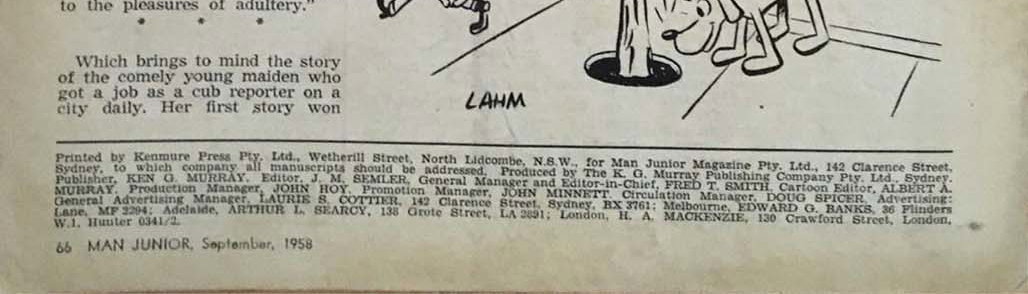 to the pleasures of adultery."
* * *
Which brings to mind the story
of the comely young maiden who
got a job as a cub reporter on a
city daily. Her first story won
LAHM
Printed by Kenmure Press Pty. Ltd., Wetherill Street, North Lidcombe, N.S.W., for Man Junior Magazine Pty. Ltd., 142 Clarence Street,
Sydney, to which company all manuscripts should be addressed. Produced by The K. G. Murray Publishing Company Pty. Ltd., Sydney.
Publisher, KEN G. MURRAY. Editor, J. M. SEMLER, General Manager and Editor-in-Chief, FRED T. SMITH, Cartoon Editor, ALBERT A.
MURRAY. Production Manager, JOHN HOY. Promotion Manager, JOHN MINNETT. Circulation Manager, DOUG SPICER. Advertising:
General Advertising Manager, LAURIE S. COTTIER, 142 Clarence Street, Sydney, BX 3761; Melbourne, EDWARD G. BANKS, 36 Flinders
Lane, MF 2294; Adelaide, ARTHUR L. SEARCY, 138 Grote Street, LA 2891; London, H. A. MACKENZIE, 130 Crawford Street, London,
W.1. Hunter 0341/2.
66 MAN JUNIOR, September, 1958